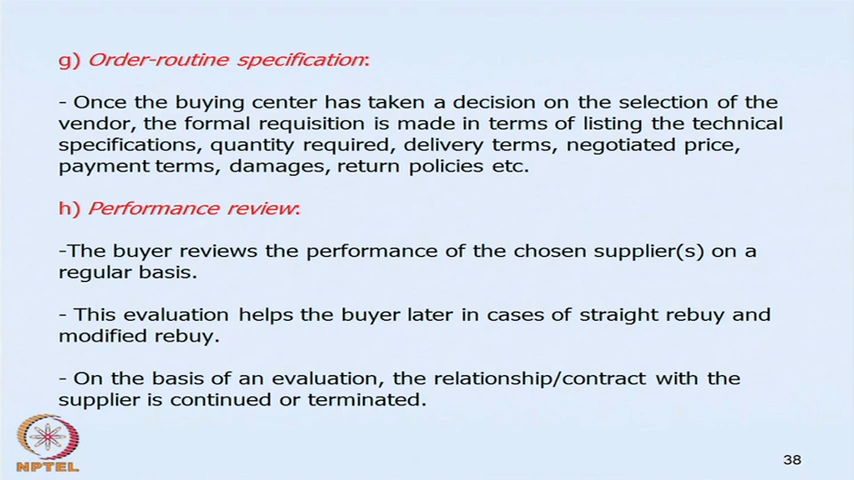 g) Order-routine specification:
- Once the buying center has taken a decision on the selection of the
vendor, the formal requisition is made in terms of listing the technical
specifications, quantity required, delivery terms, negotiated price,
payment terms, damages, return policies etc.
h) Performance review:
-The buyer reviews the performance of the chosen supplier(s) on a
regular basis.
- This evaluation helps the buyer later in cases of straight rebuy and
modified rebuy.
- On the basis of an evaluation, the relationship/contract with the
supplier is continued or terminated.
NPTEL
38